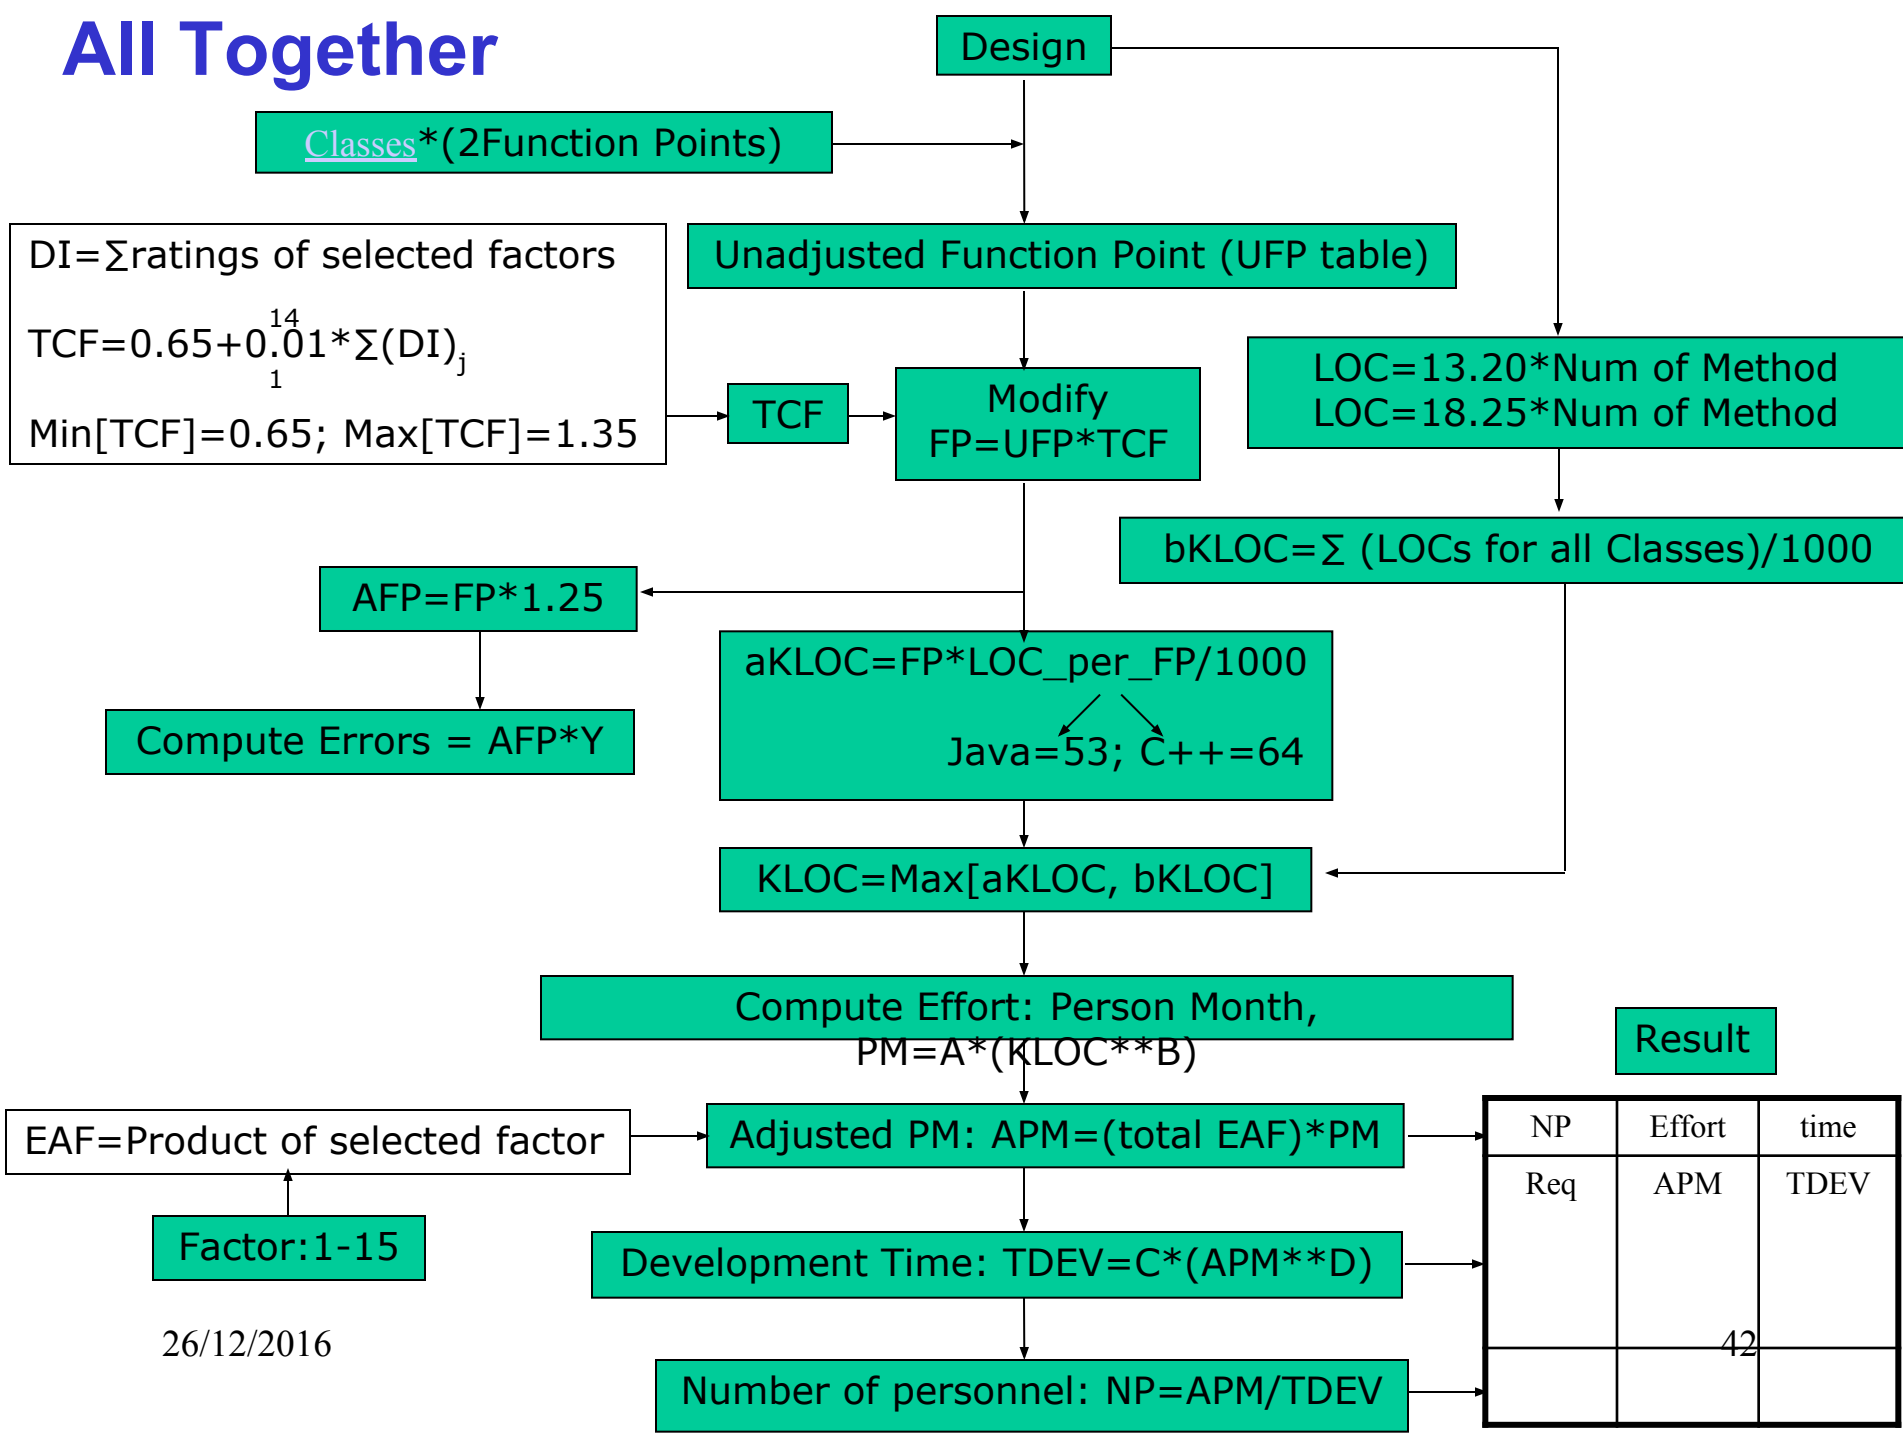 All Together
Design
Classes*(2Function Points)
DI=∑ratings of selected factors
14
TCF=0.65+0.01*∑(DI)j
1
Min[TCF]=0.65; Max[TCF]=1.35
Unadjusted Function Point (UFP table)
TCF
Modify
FP=UFP*TCF
LOC=13.20*Num of Method
LOC=18.25*Num of Method
bKLOC=∑ (LOCs for all Classes)/1000
AFP=FP*1.25
Compute Errors = AFP*Y
aKLOC=FP*LOC_per_FP/1000
Java=53; C++=64
KLOC=Max[aKLOC, bKLOC]
Compute Effort: Person Month,
PM=A*(KLOC**B)
Result
EAF=Product of selected factor
Adjusted PM: APM=(total EAF)*PM
NP Effort time
Req APM TDEV
Factor:1-15
Development Time: TDEV=C*(APM**D)
26/12/2016
42
Number of personnel: NP=APM/TDEV